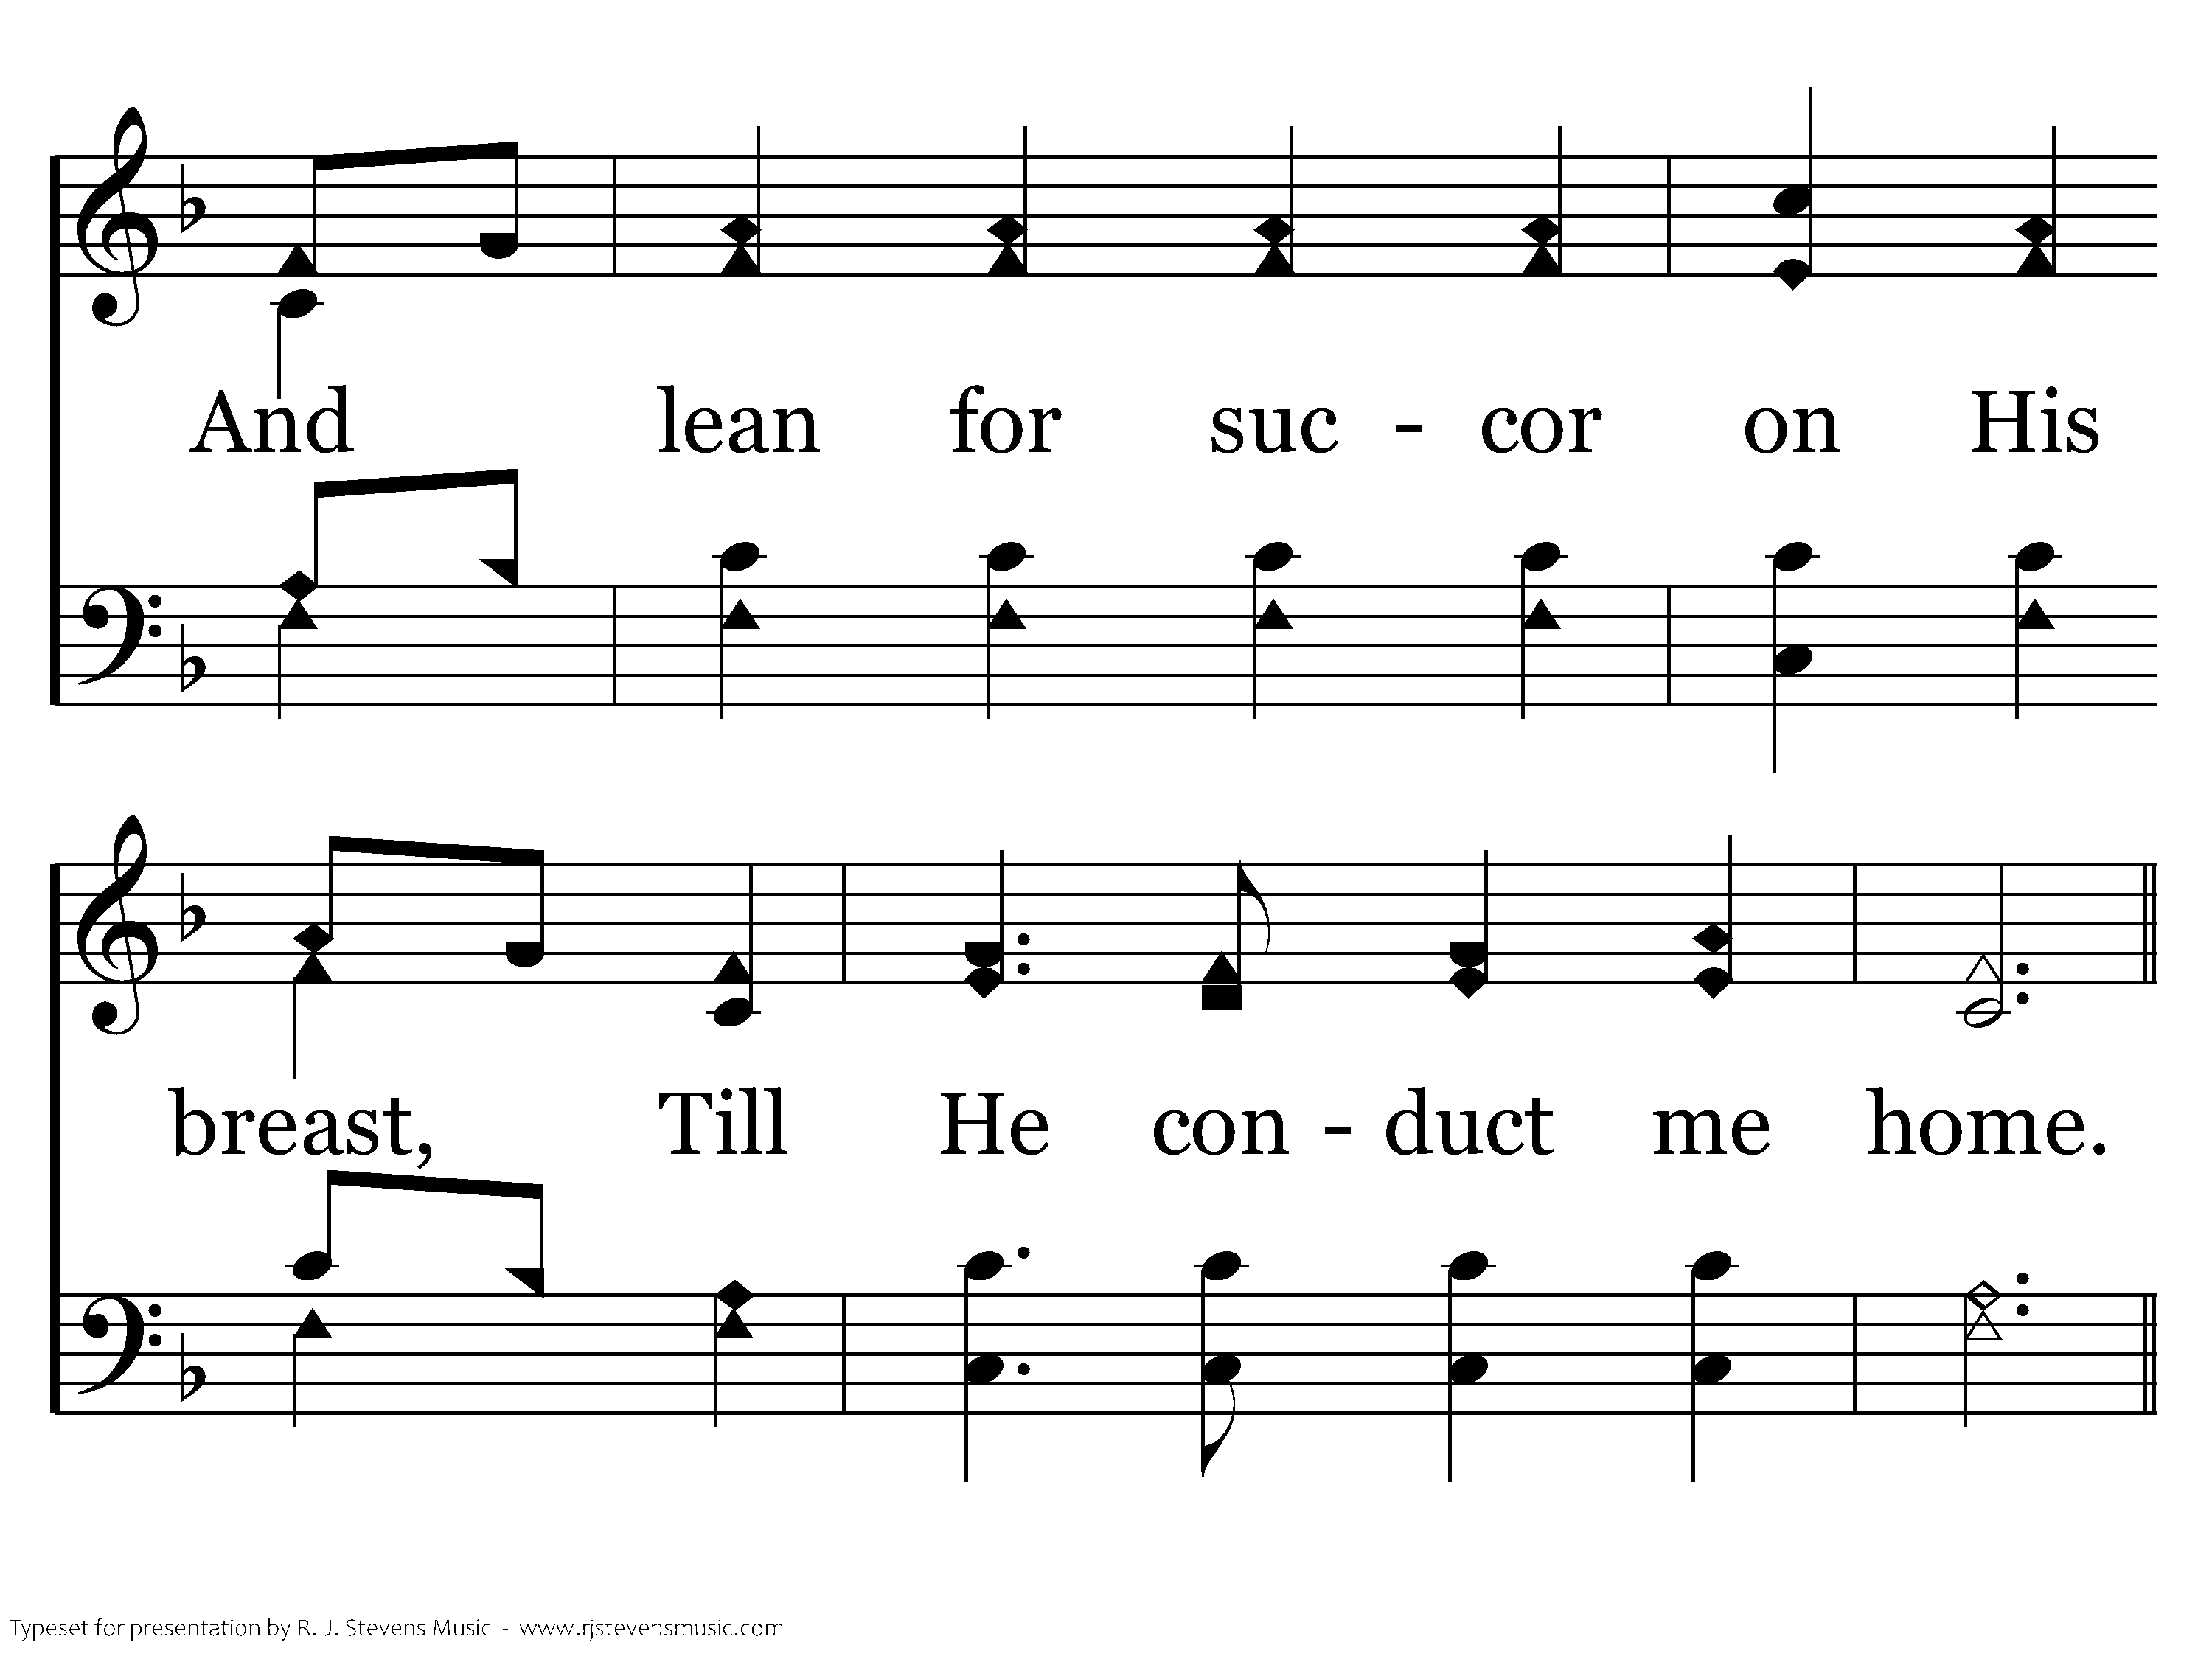 And lean for suc - cor on His
breast, Till He con - duct me home.
Typeset for presentation by R. J. Stevens Music - www.rjstevensmusic.com